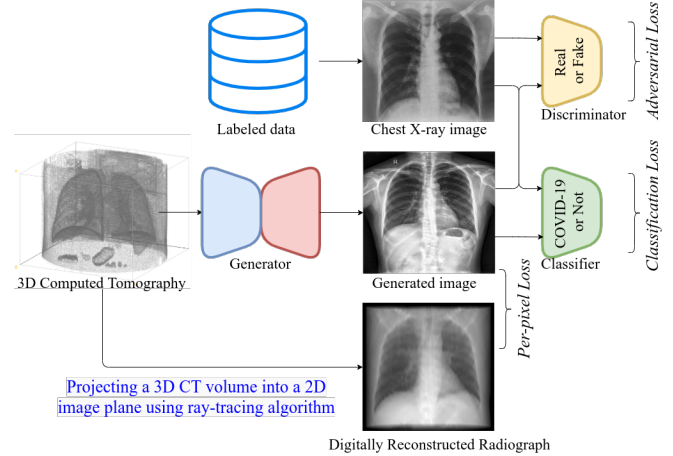 Labeled data
Chest X-ray image
Real
or Fake
Discriminator
Adversarial Loss
3D Computed Tomography
Generator
R
Generated image
COVID-19
or Not
Classifier
Classification Loss
Per-pixel Loss
Projecting a 3D CT volume into a 2D
image plane using ray-tracing algorithm
Digitally Reconstructed Radiograph